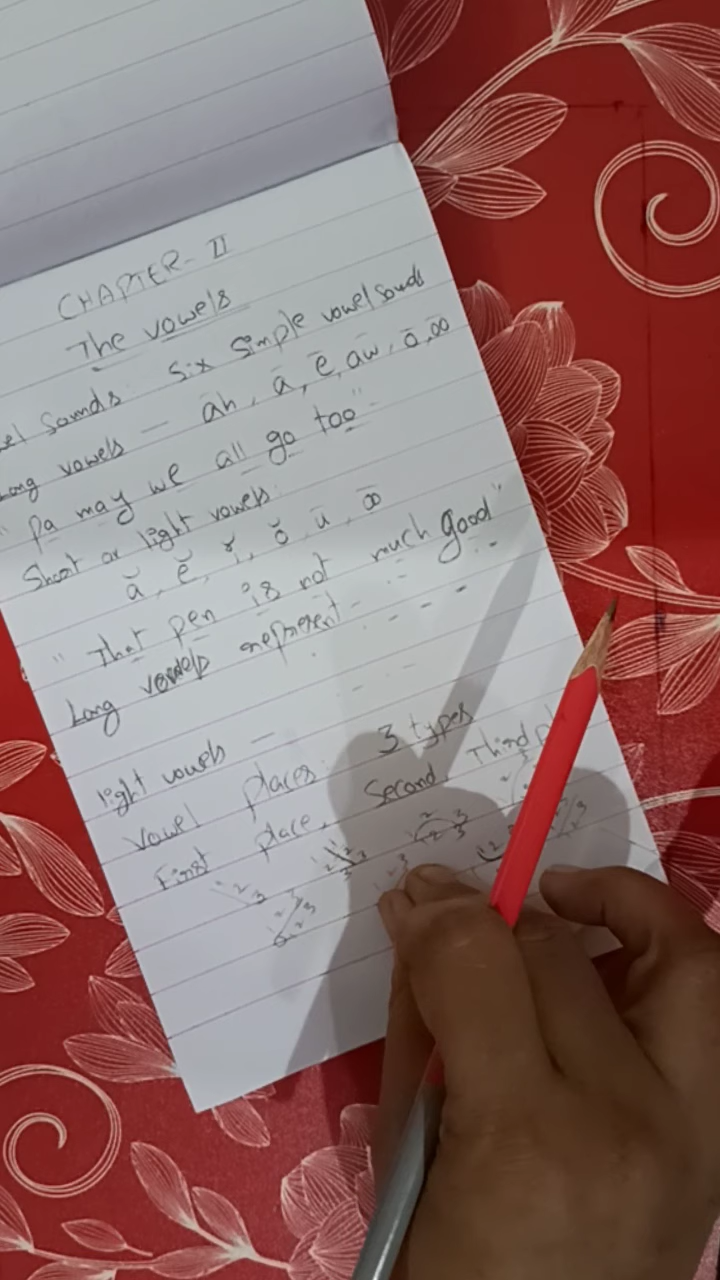 CHAPTER-II
The vowels
Sounds: Six simple vowel sounds
vowels — ah, ā, ē, aw, ō, o͞o
"pa may we all go too"
Short or light vowels:
ă, ĕ, ĭ, ŏ, ŭ, o͝o
"That pen is not much good"
Long vowels represent -
light vowels —
vowel places: 3 types
First place, Second, Third